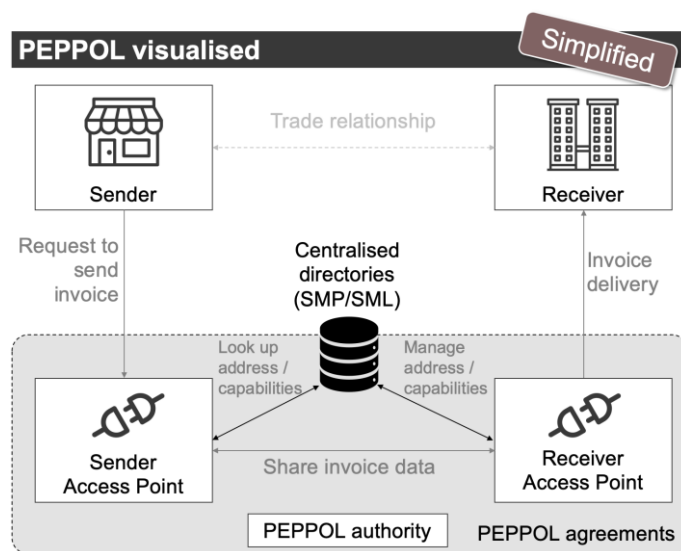 PEPPOL visualised
Simplified
Sender
Trade relationship
Receiver
Request to
send
invoice
Centralised
directories
(SMP/SML)
Invoice
delivery
Look up
address /
capabilities
Manage
address /
capabilities
Sender
Access Point
Share invoice data
Receiver
Access Point
PEPPOL authority
PEPPOL agreements